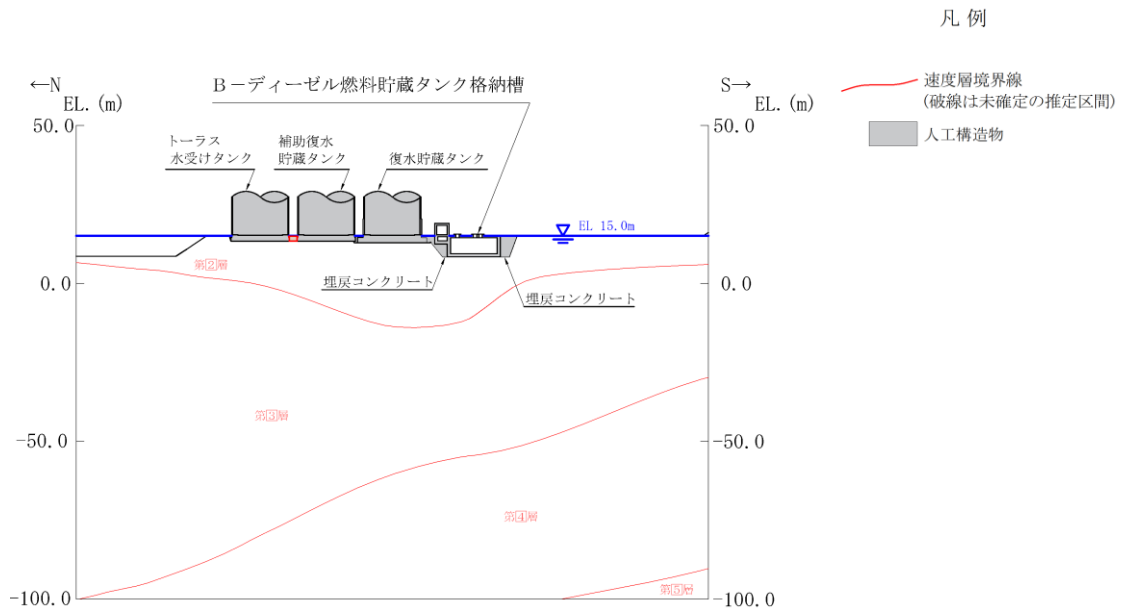 凡 例
速度層境界線
(破線は未確定の推定区間)
人工構造物
←N
EL. (m)
B－ディーゼル燃料貯蔵タンク格納槽
S→
EL. (m)
50.0
50.0
トーラス
水受けタンク
補助復水
貯蔵タンク
復水貯蔵タンク
EL 15.0m
第2層
埋戻コンクリート
埋戻コンクリート
0.0
0.0
第3層
-50.0
-50.0
第4層
第5層
-100.0
-100.0